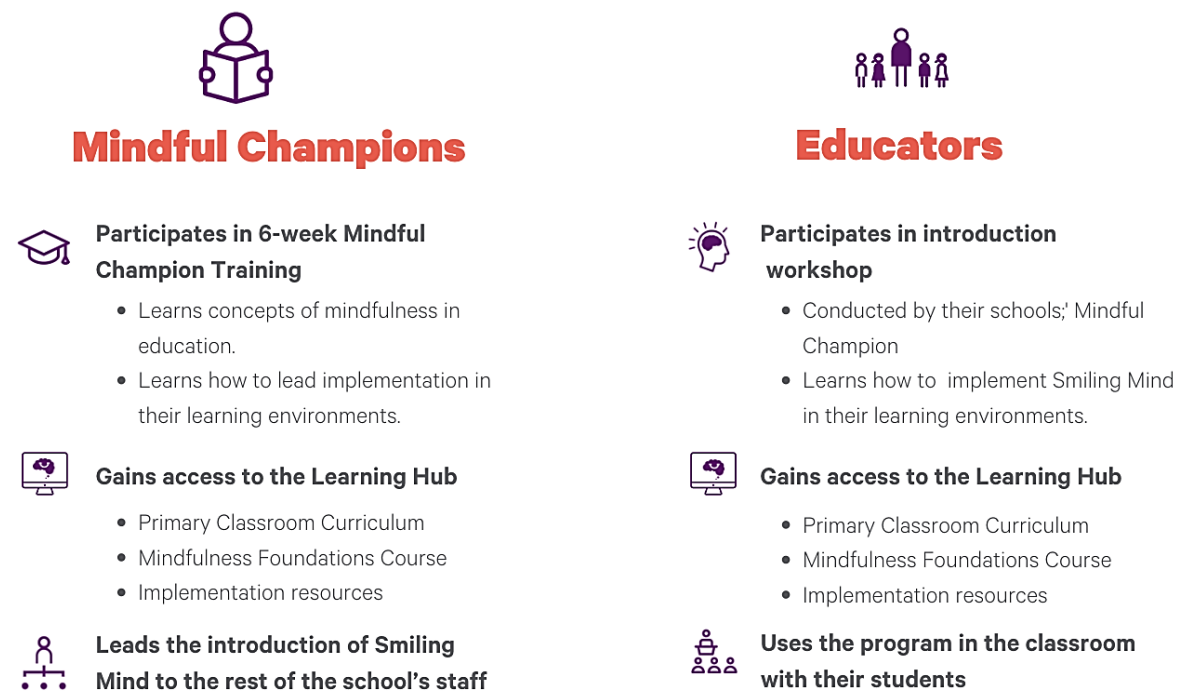 Mindful Champions
Participates in 6-week Mindful
Champion Training
• Learns concepts of mindfulness in
education.
• Learns how to lead implementation in
their learning environments.
Gains access to the Learning Hub
• Primary Classroom Curriculum
• Mindfulness Foundations Course
• Implementation resources
Leads the introduction of Smiling
Mind to the rest of the school’s staff
Educators
Participates in introduction
workshop
• Conducted by their schools;' Mindful
Champion
• Learns how to  implement Smiling Mind
in their learning environments.
Gains access to the Learning Hub
• Primary Classroom Curriculum
• Mindfulness Foundations Course
• Implementation resources
Uses the program in the classroom
with their students